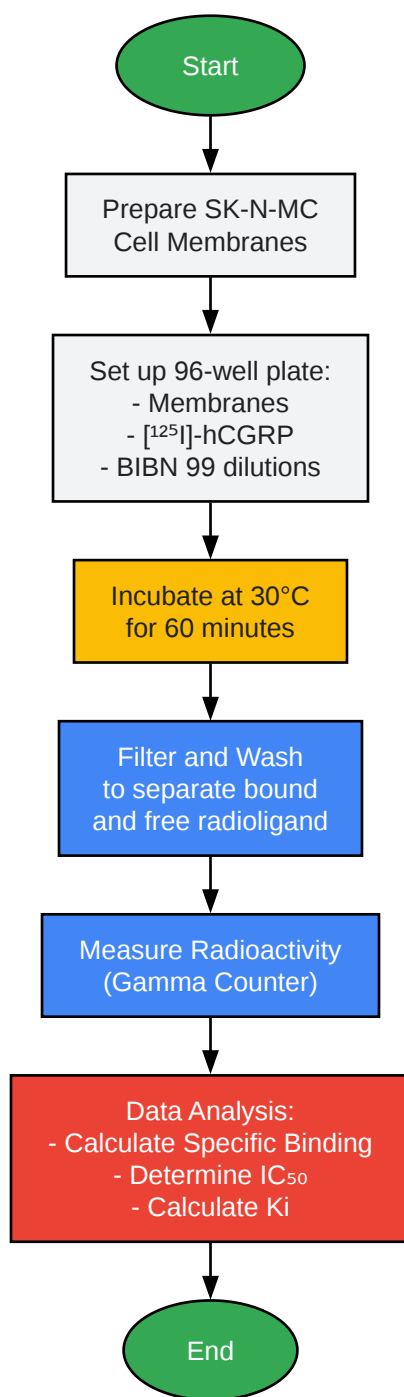 Start
Prepare SK-N-MC
Cell Membranes
Set up 96-well plate:
- Membranes
- [¹²⁵I]-hCGRP
- BIBN 99 dilutions
Incubate at 30°C
for 60 minutes
Filter and Wash
to separate bound
and free radioligand
Measure Radioactivity
(Gamma Counter)
Data Analysis:
- Calculate Specific Binding
- Determine IC₅₀
- Calculate Ki
End